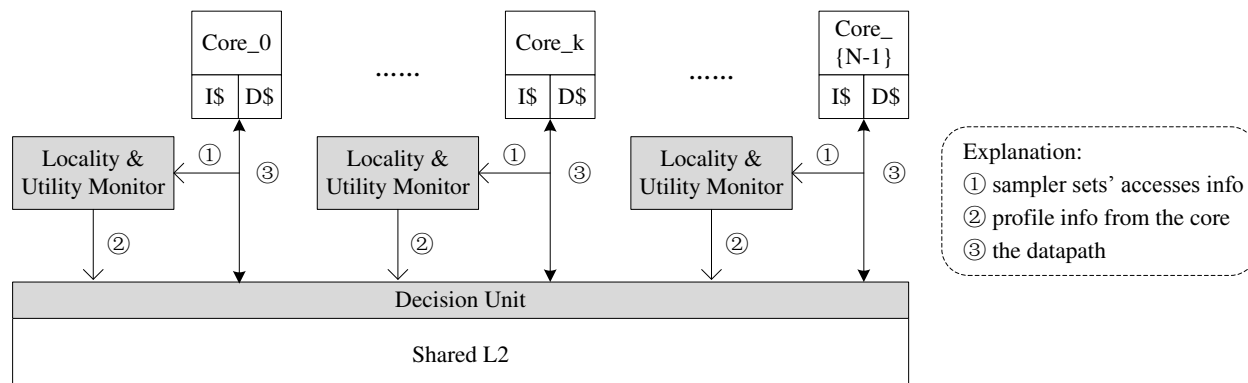 Core_0
I$ D$
Core_k
I$ D$
Core_
{N-1}
I$ D$
......
......
Locality &
Utility Monitor
①
③
②
Locality &
Utility Monitor
①
③
②
Locality &
Utility Monitor
①
③
②
Decision Unit
Shared L2
Explanation:
① sampler sets’ accesses info
② profile info from the core
③ the datapath